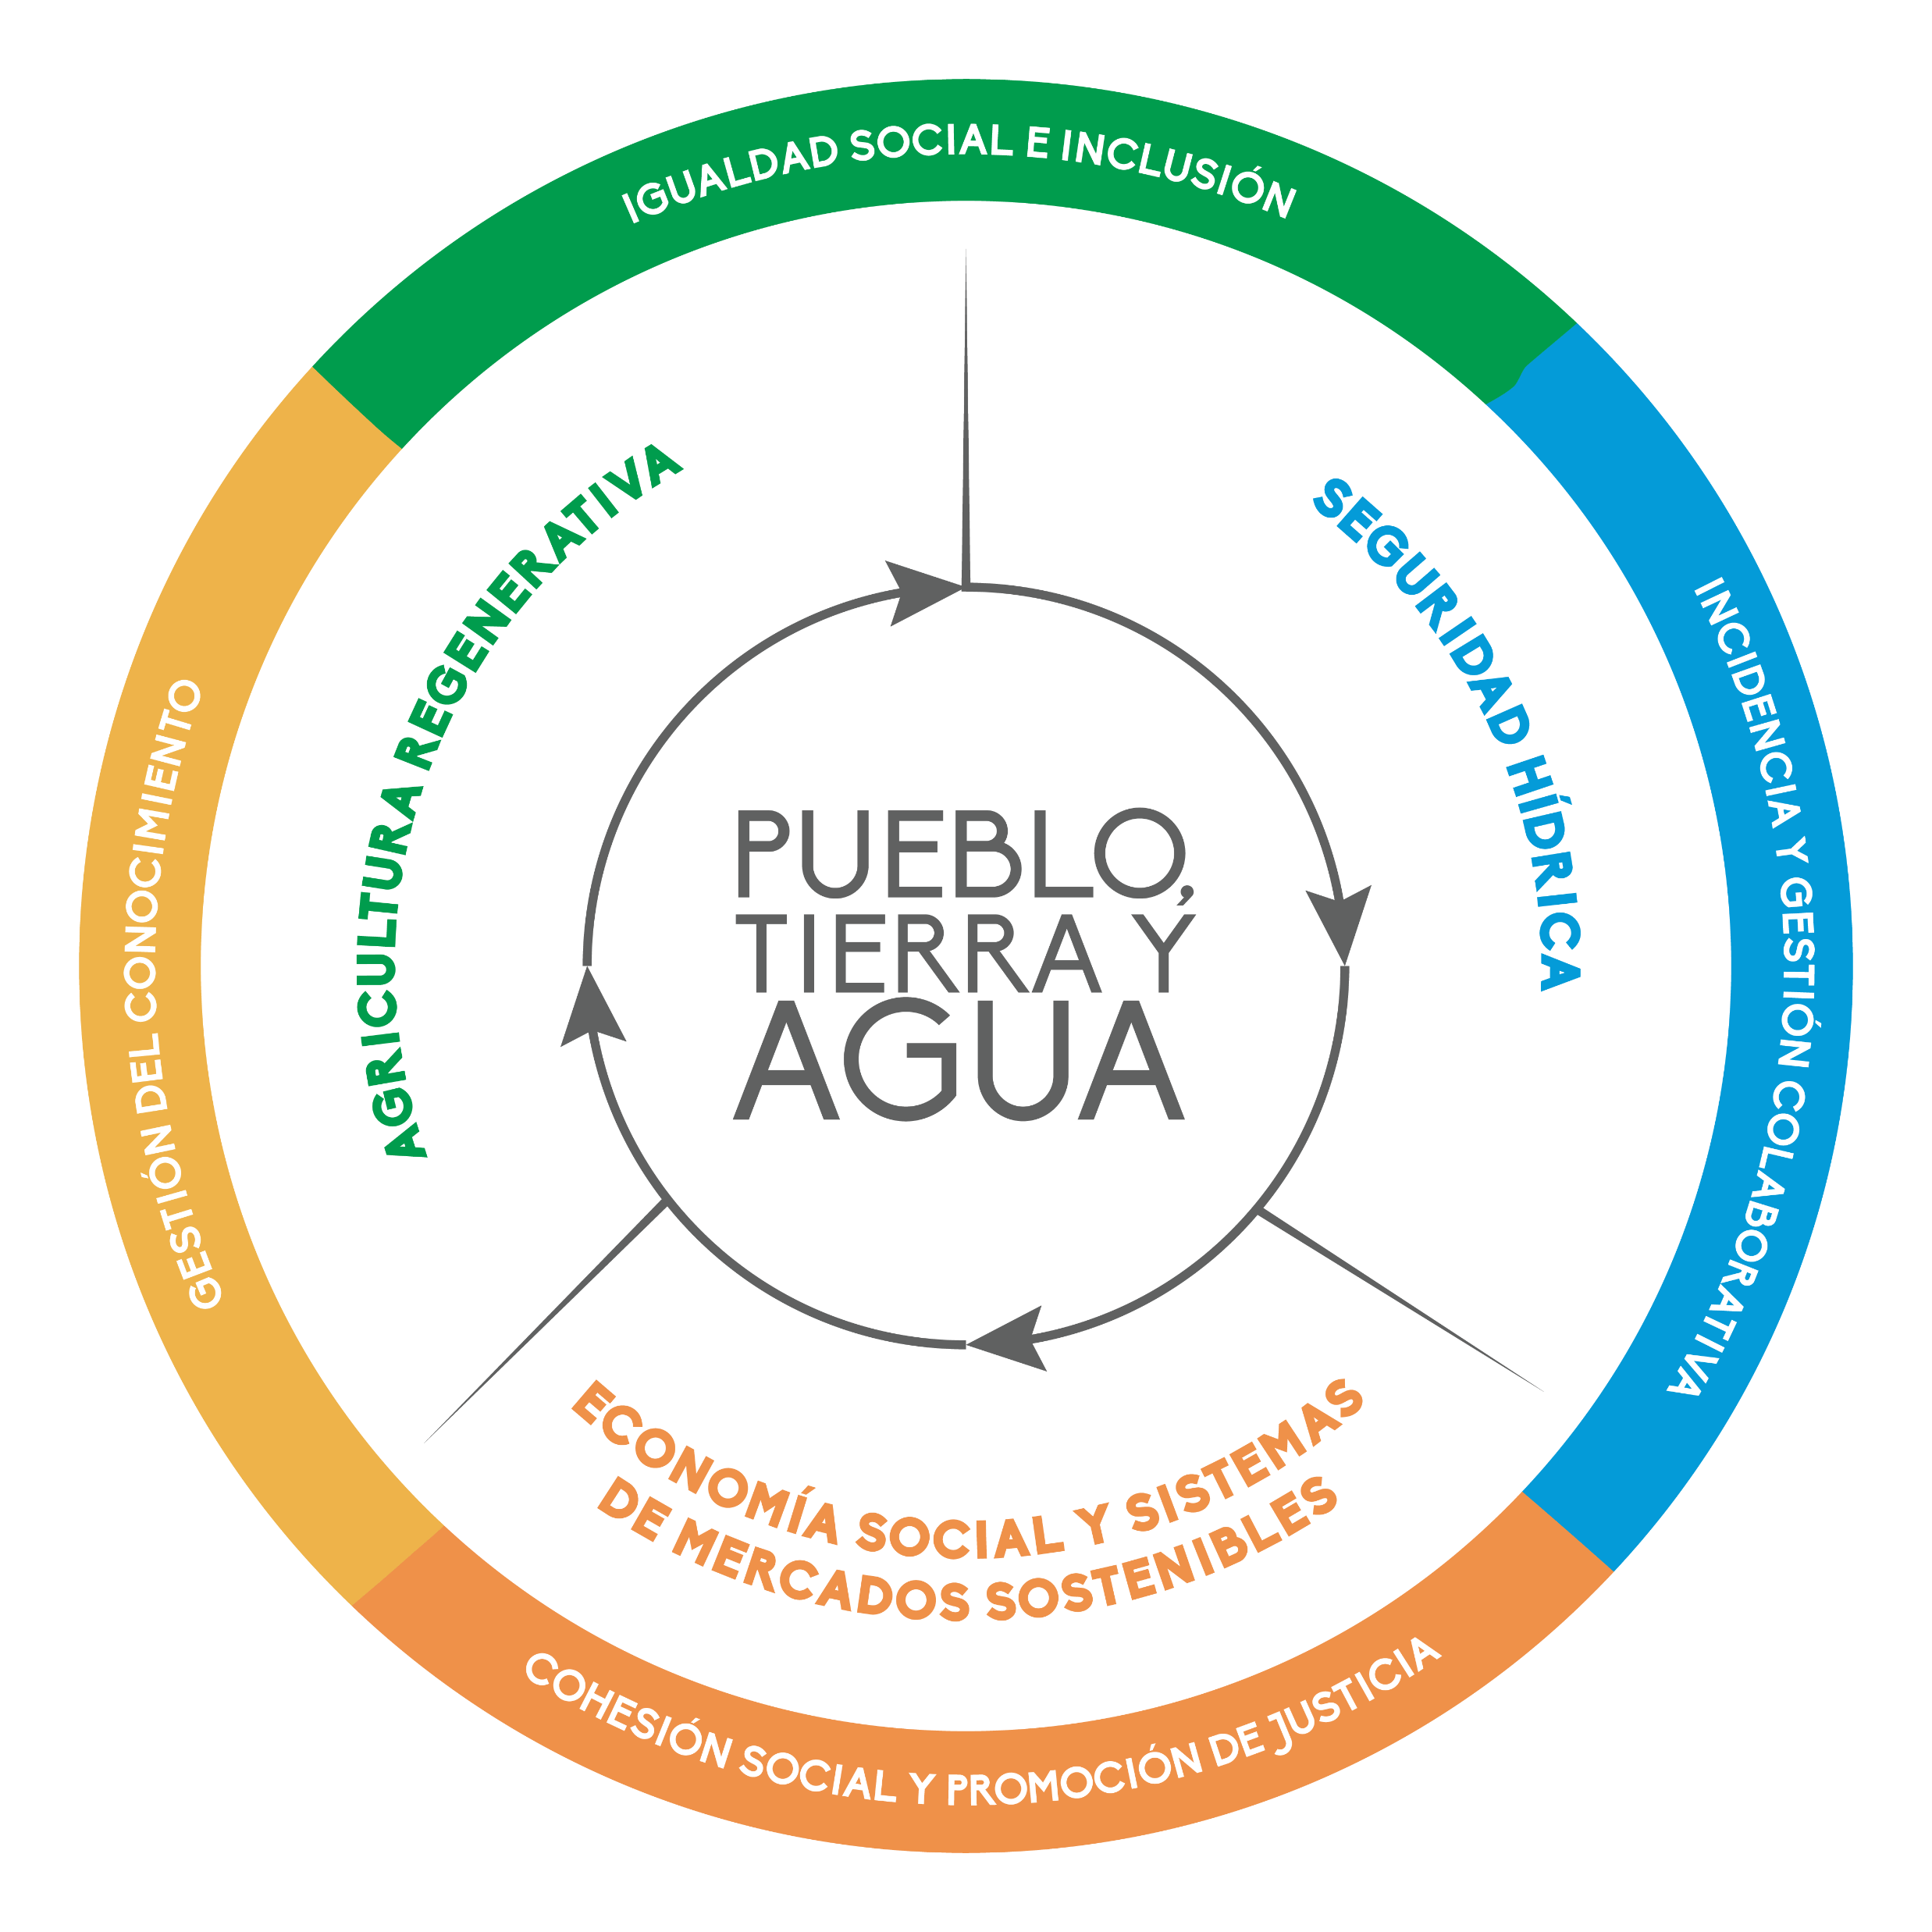 IGUALDAD SOCIAL E INCLUSIÓN
INCIDENCIA Y GESTIÓN COLABORATIVA
COHESIÓN SOCIAL Y PROMOCIÓN DE JUSTICIA
GESTIÓN DEL CONOCIMIENTO
AGRICULTURA REGENERATIVA
SEGURIDAD HÍDRICA
ECONOMÍA SOCIAL Y SISTEMAS
DE MERCADOS SOSTENIBLES
PUEBLO,
TIERRA Y
AGUA